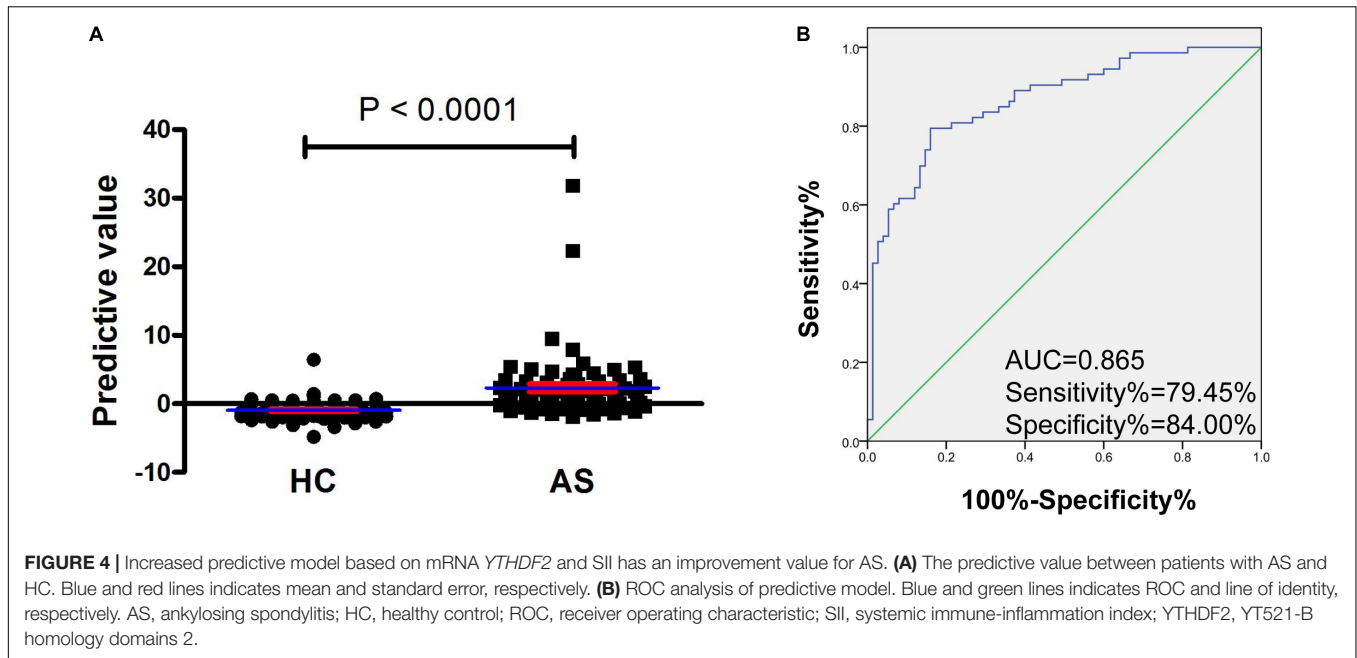 A
P < 0.0001
Predictive value
40
30
20
10
0
-10
HC
AS
B
Sensitivity%
1.0
0.8
0.6
0.4
0.2
0.0
0.0 0.2 0.4 0.6 0.8 1.0
AUC=0.865
Sensitivity%=79.45%
Specificity%=84.00%
100%-Specificity%
FIGURE 4 | Increased predictive model based on mRNA YTHDF2 and SII has an improvement value for AS. (A) The predictive value between patients with AS and
HC. Blue and red lines indicates mean and standard error, respectively. (B) ROC analysis of predictive model. Blue and green lines indicates ROC and line of identity,
respectively. AS, ankylosing spondylitis; HC, healthy control; ROC, receiver operating characteristic; SII, systemic immune-inflammation index; YTHDF2, YT521-B
homology domains 2.